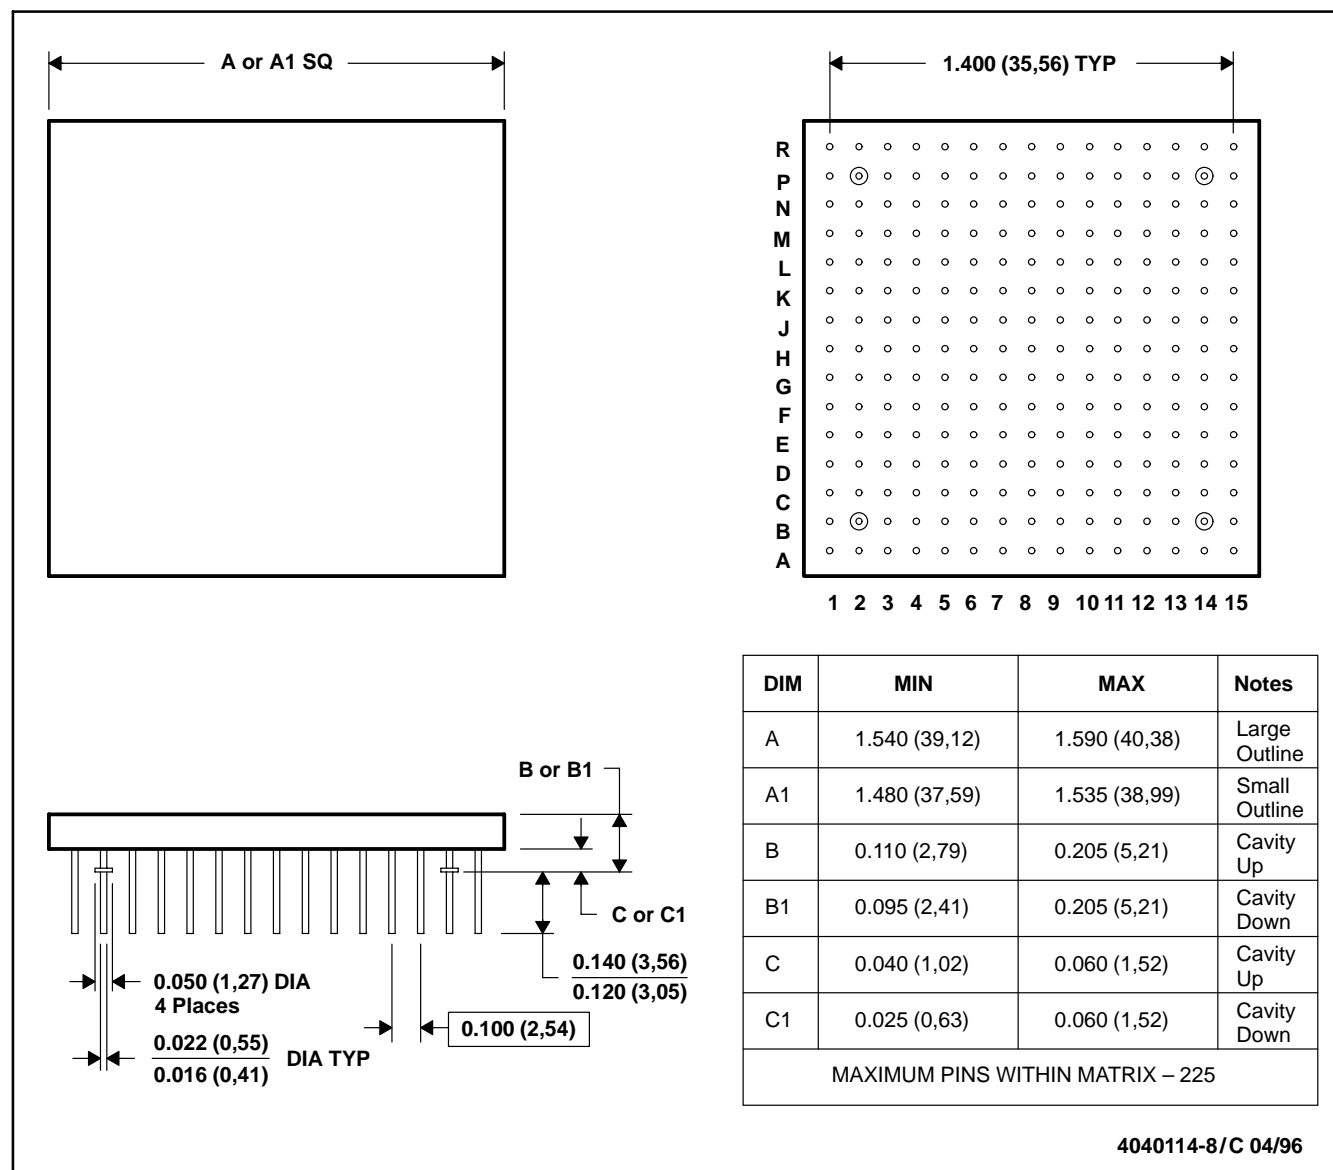 A or A1 SQ
1.400 (35,56) TYP
R
P
N
M
L
K
J
H
G
F
E
D
C
B
A
1 2 3 4 5 6 7 8 9 10 11 12 13 14 15
B or B1
C or C1
0.140 (3,56)
0.120 (3,05)
0.050 (1,27) DIA
4 Places
0.100 (2,54)
0.022 (0,55)
0.016 (0,41)
DIA TYP
DIM MIN MAX Notes
A 1.540 (39,12) 1.590 (40,38) Large Outline
A1 1.480 (37,59) 1.535 (38,99) Small Outline
B 0.110 (2,79) 0.205 (5,21) Cavity Up
B1 0.095 (2,41) 0.205 (5,21) Cavity Down
C 0.040 (1,02) 0.060 (1,52) Cavity Up
C1 0.025 (0,63) 0.060 (1,52) Cavity Down
MAXIMUM PINS WITHIN MATRIX – 225
4040114-8/C 04/96